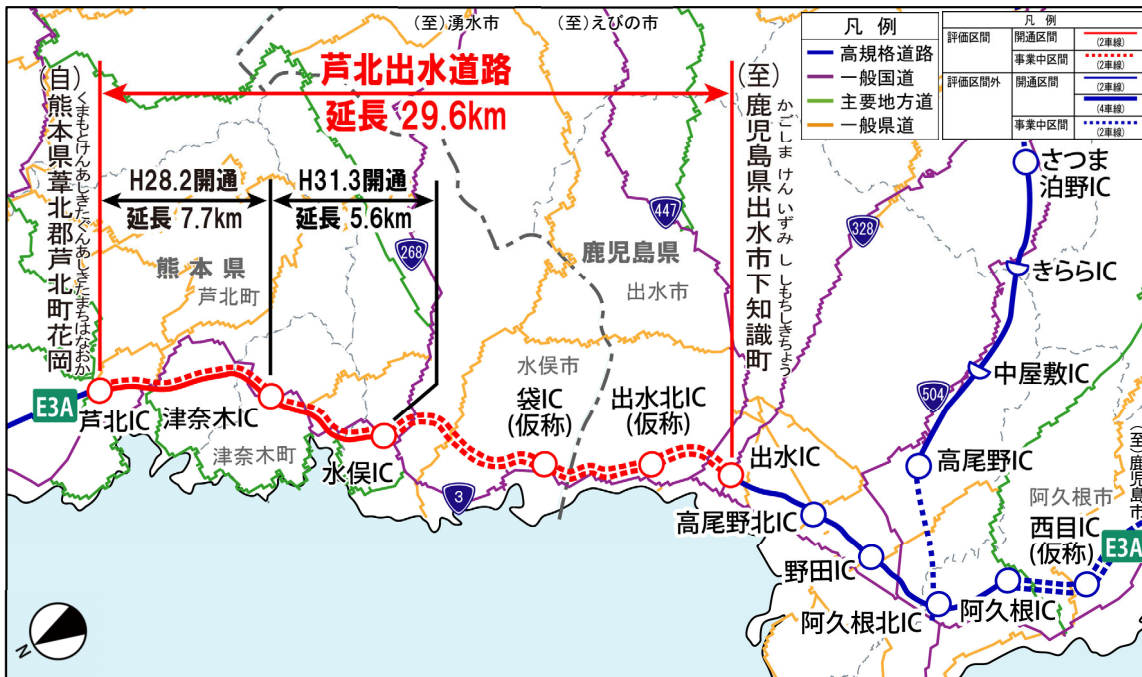 (至)湧水市
(至)えびの市
芦北出水道路
延長 29.6km
(自)熊本県葦北郡芦北町花岡
くまもとけんあしきたぐんあしきたまちはなおか
(至)鹿児島県出水市下知識町
かごしま けん いずみ し しもちしきちょう
H28.2開通
延長 7.7km
H31.3開通
延長 5.6km
凡 例
高規格道路
一般国道
主要地方道
一般県道
凡 例
評価区間
開通区間
(2車線)
事業中区間
(2車線)
評価区間外
開通区間
(2車線)
(4車線)
事業中区間
(2車線)
268
447
328
504
3
熊本県
芦北町
鹿児島県
出水市
水俣市
津奈木町
阿久根市
E3A
芦北IC
津奈木IC
水俣IC
袋IC
(仮称)
出水北IC
(仮称)
出水IC
高尾野北IC
野田IC
阿久根北IC
阿久根IC
西目IC
(仮称)
E3A
(至)鹿児島市
さつま
泊野IC
きららIC
中屋敷IC
高尾野IC
N